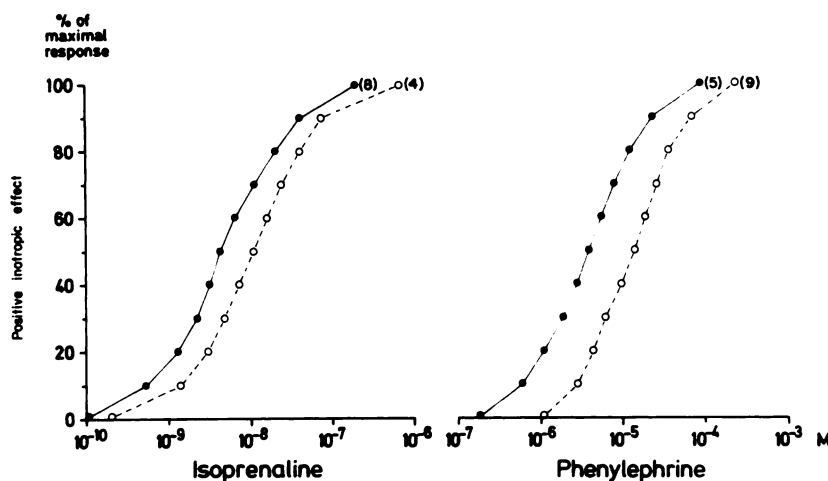 % of
maximal
response
Positive inotropic effect
100
80
60
40
20
0
(8)
(4)
(5)
(9)
10-10
10-9
10-8
10-7
10-6
10-7
10-6
10-5
10-4
10-3
M
Isoprenaline
Phenylephrine